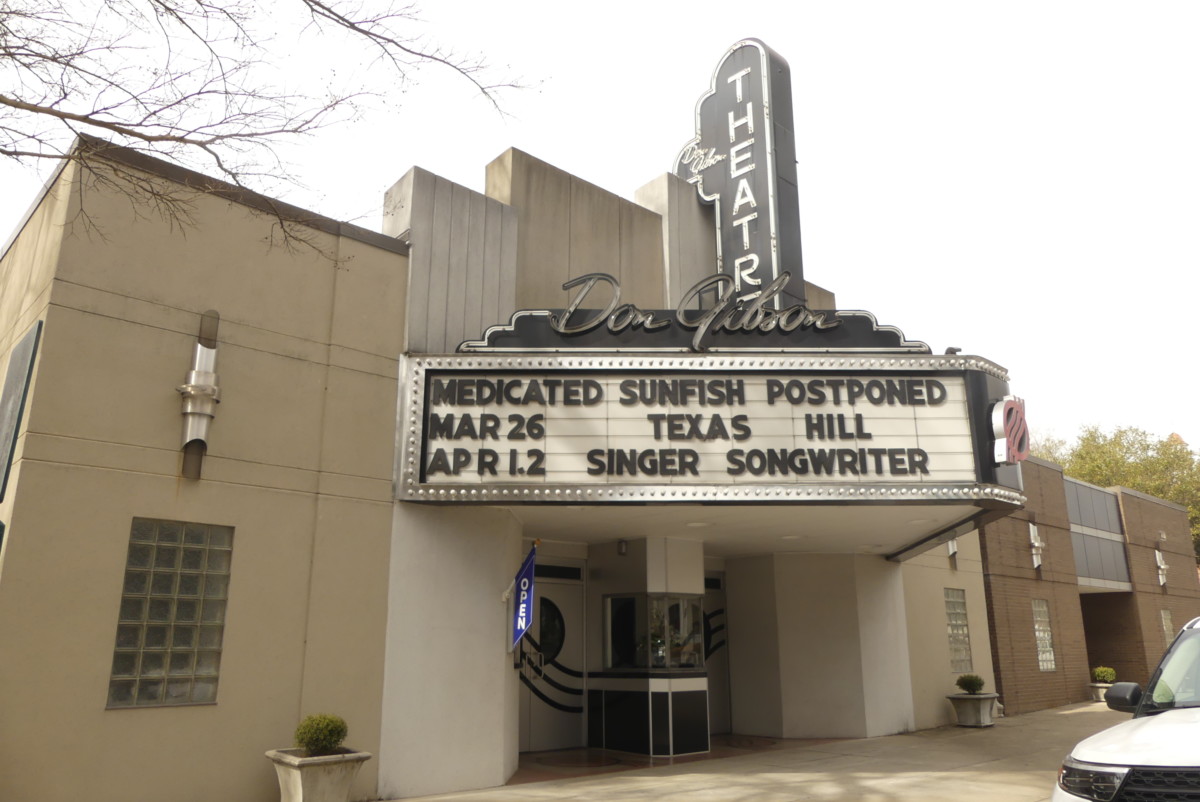 Don Gibson
THEATRE
Don Gibson
MEDICATED SUNFISH POSTPONED
MAR 26 TEXAS HILL
APR 1.2 SINGER SONGWRITER
OPEN